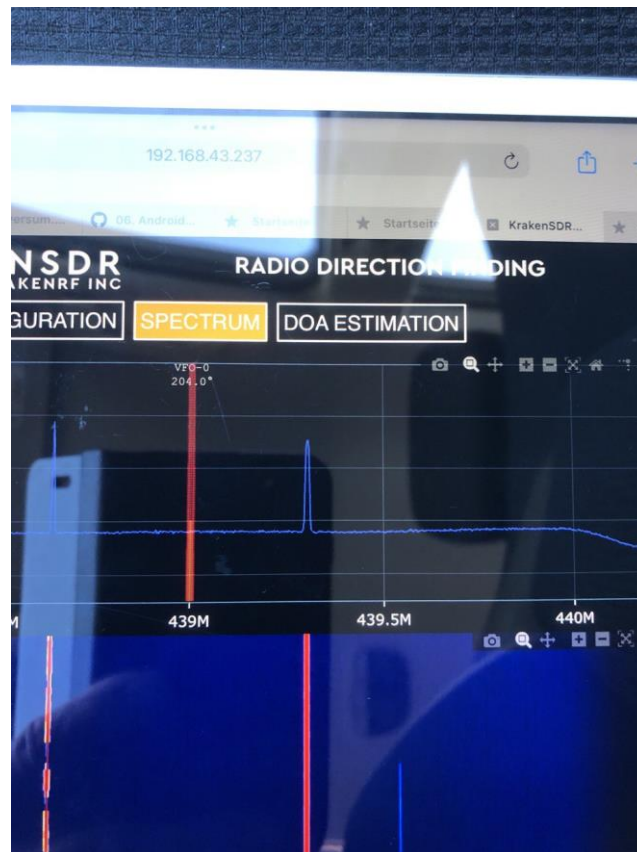 192.168.43.237
06. Android...
Startseite
Startseite
KrakenSDR...
NSDR
AKENRF INC
RADIO DIRECTION FINDING
GURATION
SPECTRUM
DOA ESTIMATION
VFO-0
204.0°
439M
439.5M
440M